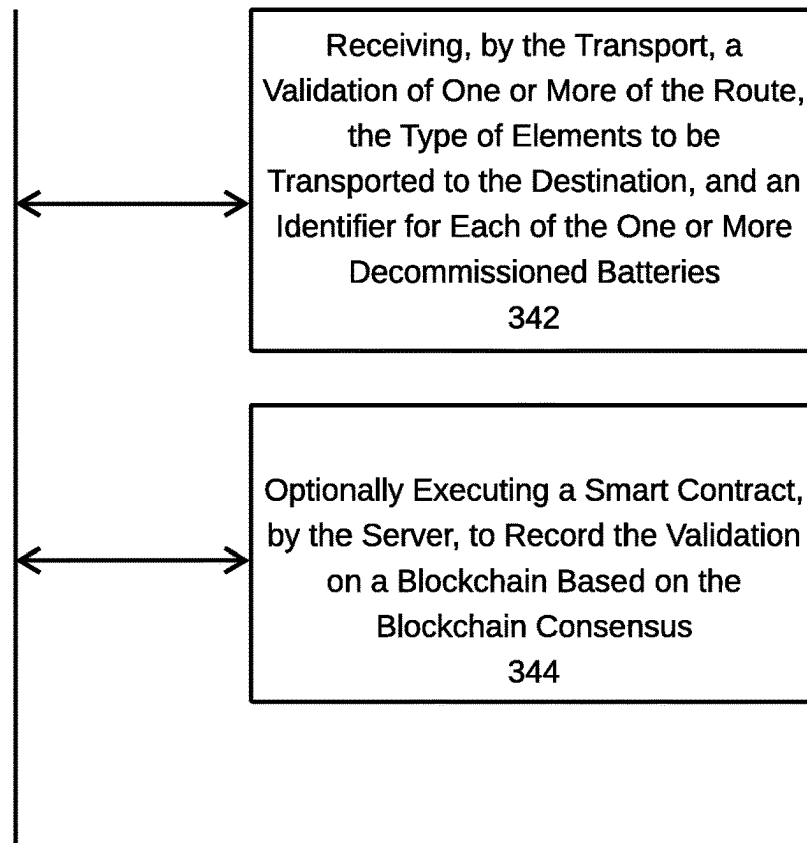 Receiving, by the Transport, a
Validation of One or More of the Route,
the Type of Elements to be
Transported to the Destination, and an
Identifier for Each of the One or More
Decommissioned Batteries
342
Optionally Executing a Smart Contract,
by the Server, to Record the Validation
on a Blockchain Based on the
Blockchain Consensus
344